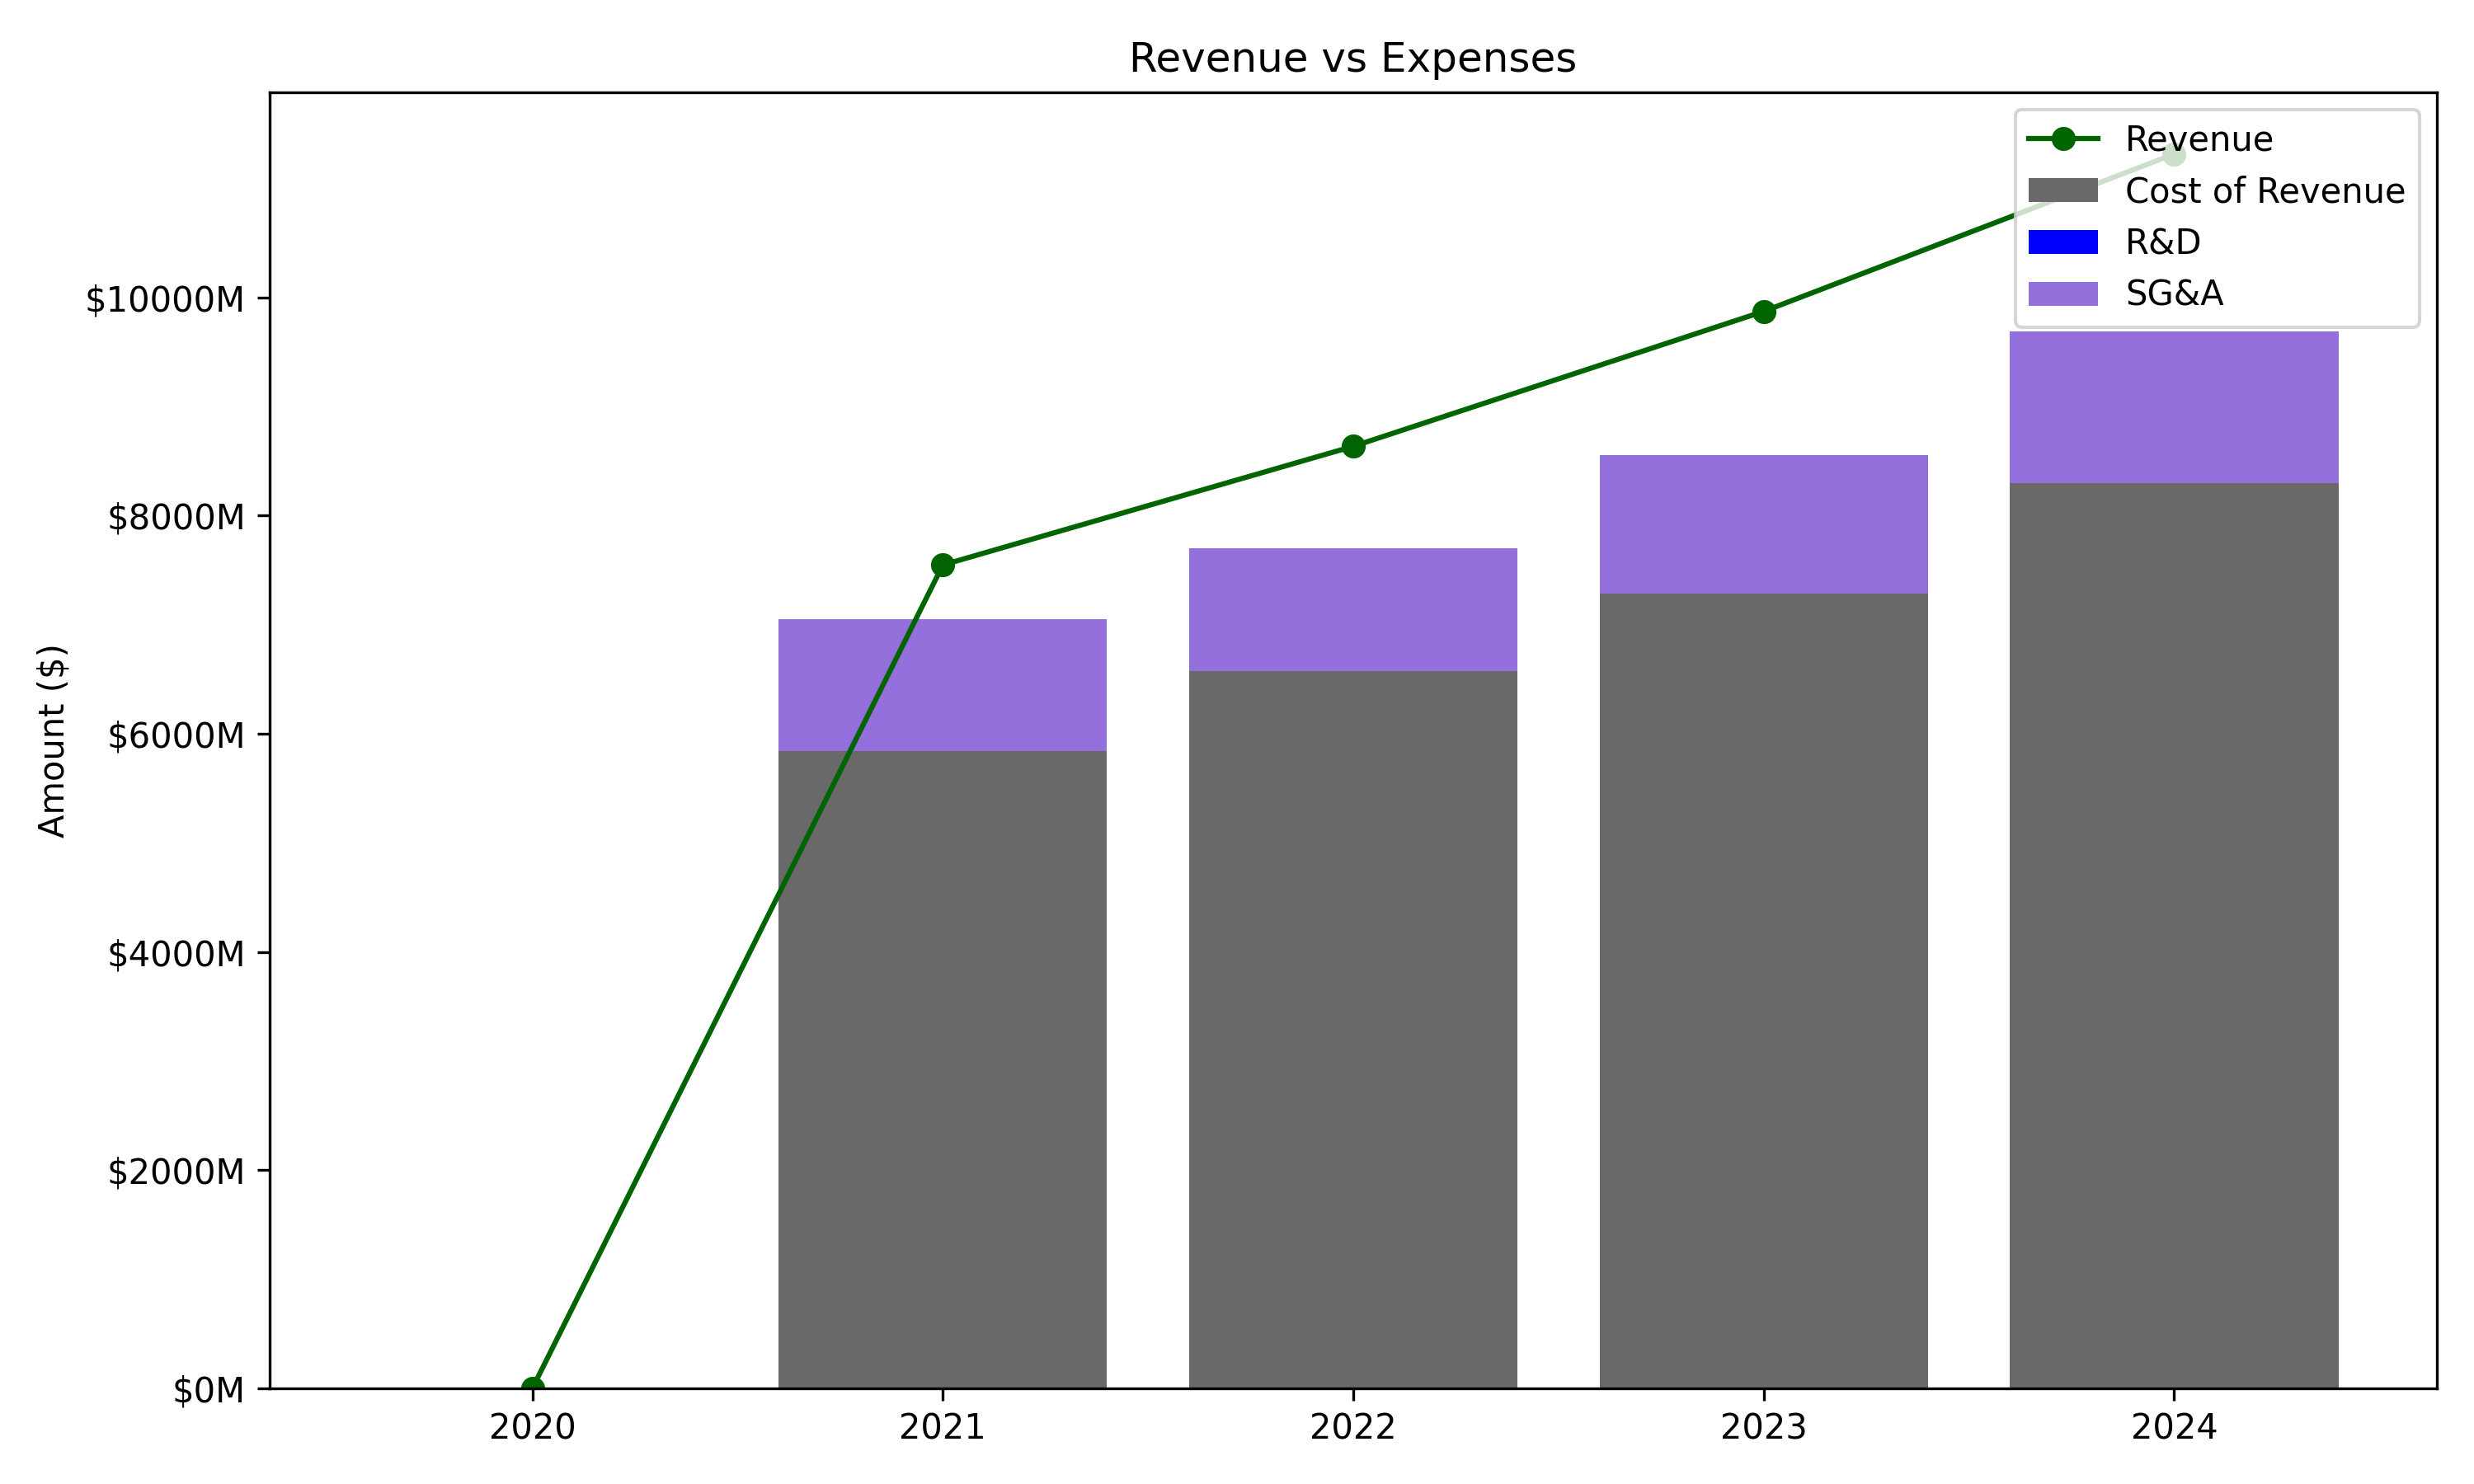 Revenue vs Expenses
Revenue
Cost of Revenue
R&D
SG&A
Amount ($)
$10000M
$8000M
$6000M
$4000M
$2000M
$0M
2020 2021 2022 2023 2024